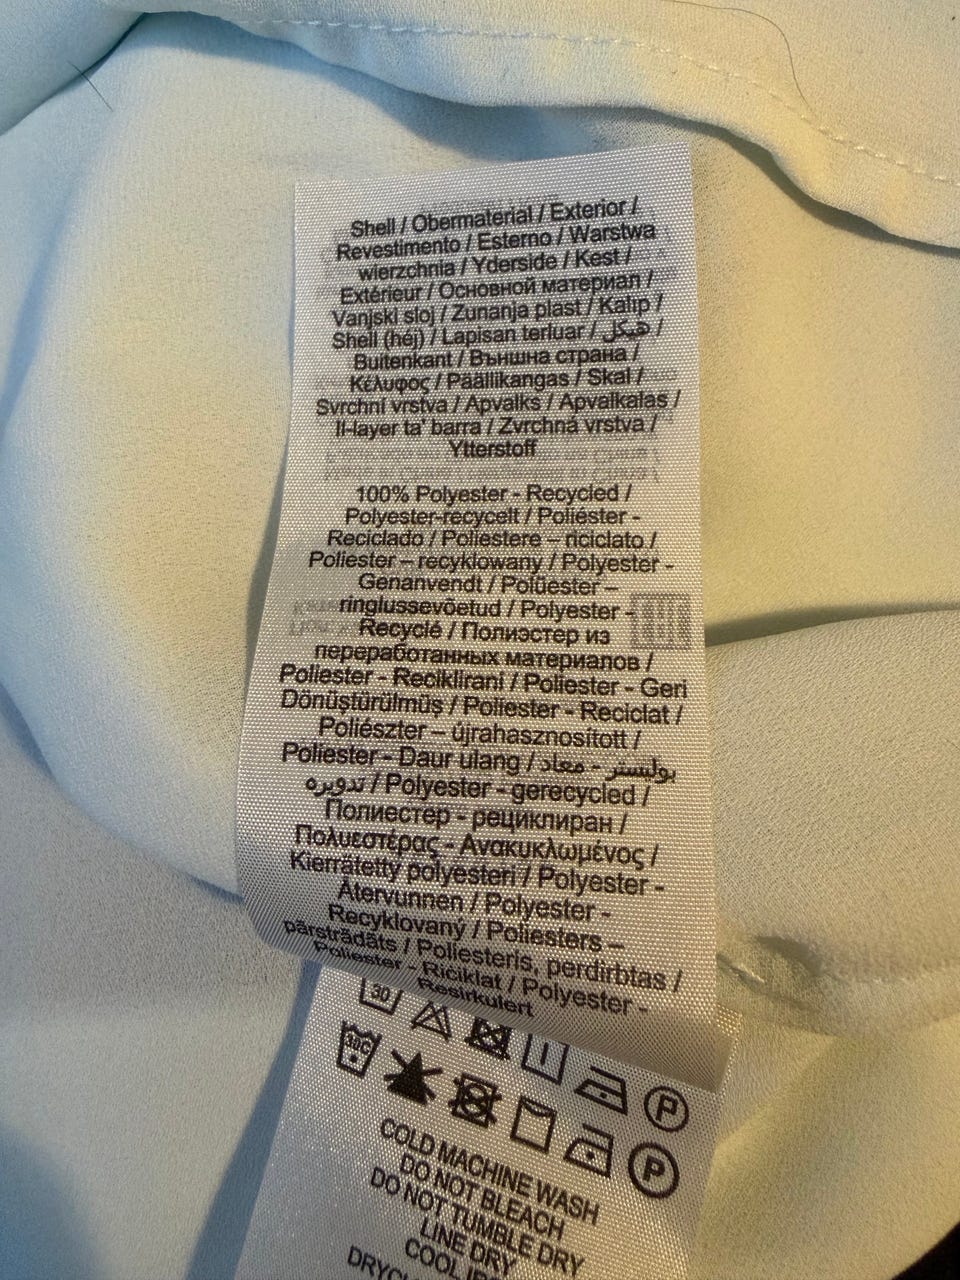 Shell / Obermaterial / Exterior /
Revestimento / Esterno / Warstwa
wierzchnia / Yderside / Kest /
Extérieur / Основной материал /
Vanjski sloj / Zunanja plast / Kalıp /
Shell (héj) / Lapisan terluar / هيكل /
Buitenkant / Външна страна /
Κέλυφος / Päällikangas / Skal /
Svrchní vrstva / Apvalks / Apvalkalas /
Il-layer ta' barra / Zvrchná vrstva /
Ytterstoff
100% Polyester - Recycled /
Polyester-recycelt / Poliéster -
Reciclado / Poliestere – riciclato /
Poliester – recyklowany / Polyester -
Genanvendt / Polüester –
ringlussevõetud / Polyester -
Recyclé / Полиэстер из
переработанных материалов /
Poliester - Reciklirani / Poliester - Geri
Dönüştürülmüş / Poliester - Reciclat /
Poliészter – újrahasznosított /
Poliester - Daur ulang / بوليستر - معاد
تدويره / Polyester - gerecycled /
Полиестер - рециклиран /
Πολυεστέρας - Ανακυκλωμένος /
Kierrätetty polyesteri / Polyester -
Återvunnen / Polyester -
Recyklovaný / Poliesters –
pārstrādāts / Poliesteris, perdirbtas /
Poliester - Riċiklat / Polyester -
Resirkulert
30
P
40C
P
COLD MACHINE WASH
DO NOT BLEACH
DO NOT TUMBLE DRY
LINE DRY
COOL